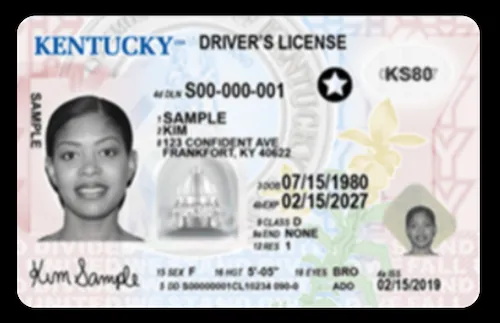 KENTUCKY DRIVER'S LICENSE
KS80
4d DLN S00-000-001
SAMPLE
1 SAMPLE
2 KIM
8 123 CONFIDENT AVE
FRANKFORT, KY 40622
3 DOB 07/15/1980
4b EXP 02/15/2027
9 CLASS D
9a END NONE
12 RES 1
Kim Sample
15 SEX F 16 HGT 5'-05" 18 EYES BRO 4a ISS
5 DD S00000001CL10234 090-0 ADO 02/15/2019